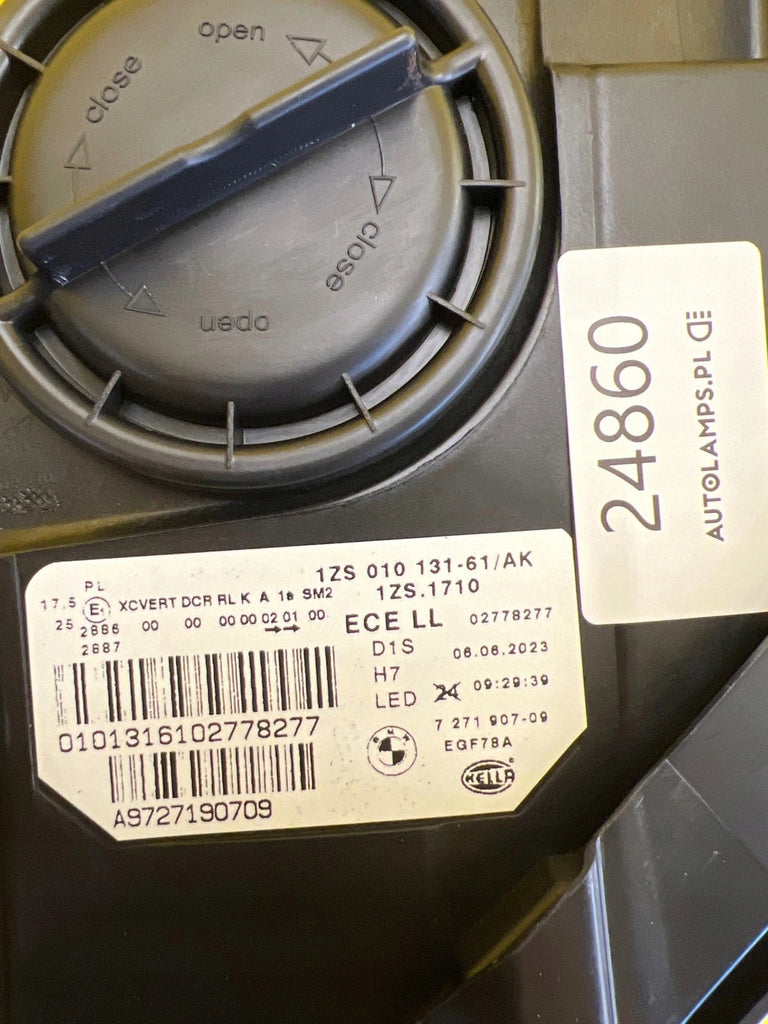 open
close
close
open
24860
AUTOLAMPS.PL
1ZS 010 131-61/AK
1ZS.1710
PL
17.5
25
XCVERT DCR RL K A 1a SM2
2886 00 00 00 00 02 01 00
2887
ECE LL
02778277
D1S
06.06.2023
H7
LED
24
09:29:39
0101316102778277
7 271 907-09
EGF78A
BMW
HELLA
A9727190709